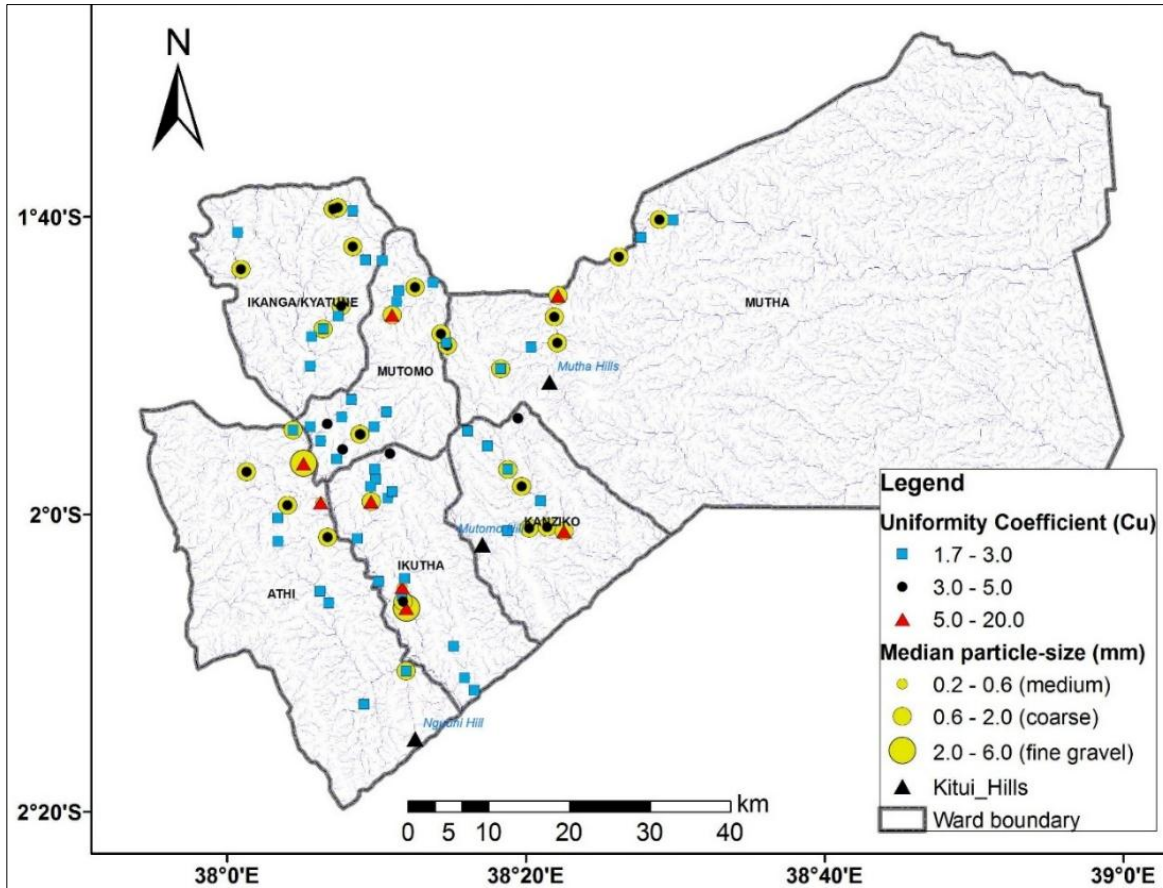 N
1°40'S
2°0'S
2°20'S
IKANGA/KYATUNE
MUTOMO
MUTHA
Mutha Hills
KANZIKO
IKUTHA
ATHI
km
0 5 10 20 30 40
38°0'E 38°20'E 38°40'E 39°0'E
Legend
Uniformity Coefficient (Cu)
1.7 - 3.0
3.0 - 5.0
5.0 - 20.0
Median particle-size (mm)
0.2 - 0.6 (medium)
0.6 - 2.0 (coarse)
2.0 - 6.0 (fine gravel)
Kitui_Hills
Ward boundary